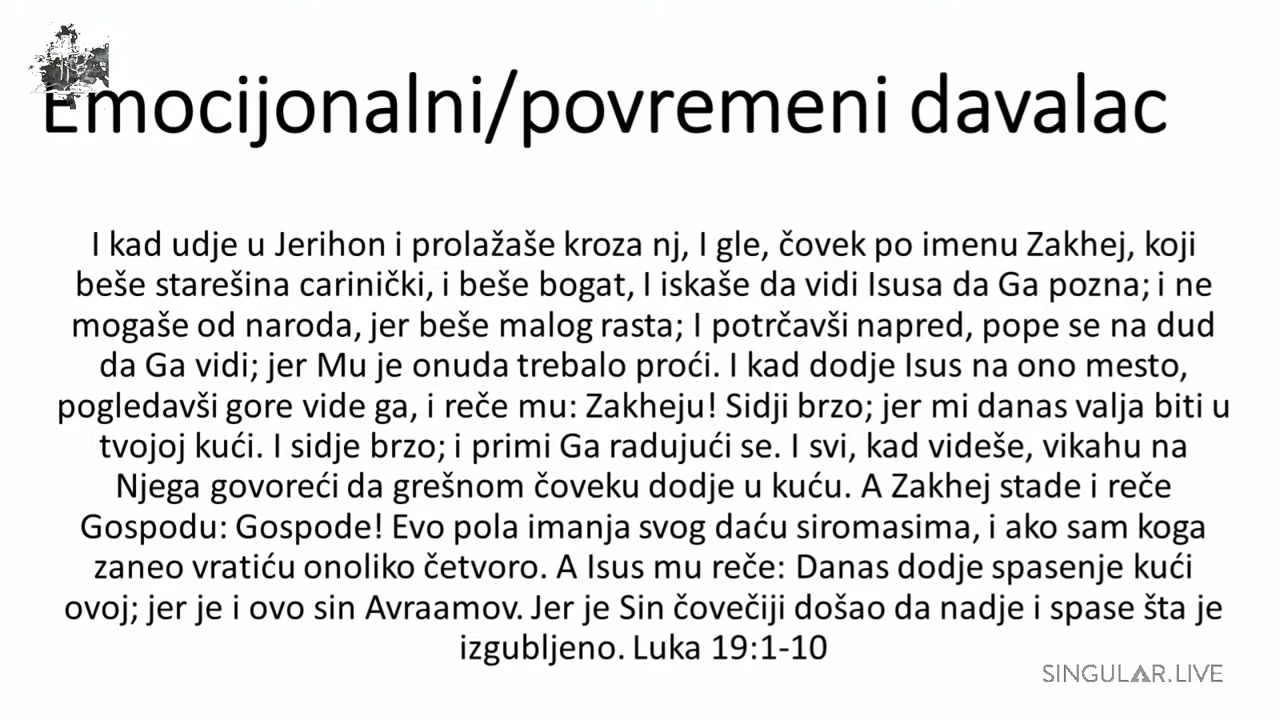 Emocijonalni/povremeni davalac
I kad udje u Jerihon i prolažaše kroza nj, I gle, čovek po imenu Zakhej, koji
beše starešina carinički, i beše bogat, I iskaše da vidi Isusa da Ga pozna; i ne
mogaše od naroda, jer beše malog rasta; I potrčavši napred, pope se na dud
da Ga vidi; jer Mu je onuda trebalo proći. I kad dodje Isus na ono mesto,
pogledavši gore vide ga, i reče mu: Zakheju! Sidji brzo; jer mi danas valja biti u
tvojoj kući. I sidje brzo; i primi Ga radujući se. I svi, kad videše, vikahu na
Njega govoreći da grešnom čoveku dodje u kuću. A Zakhej stade i reče
Gospodu: Gospode! Evo pola imanja svog daću siromasima, i ako sam koga
zaneo vratiću onoliko četvoro. A Isus mu reče: Danas dodje spasenje kući
ovoj; jer je i ovo sin Avraamov. Jer je Sin čovečiji došao da nadje i spase šta je
izgubljeno. Luka 19:1-10
SINGULAR.LIVE